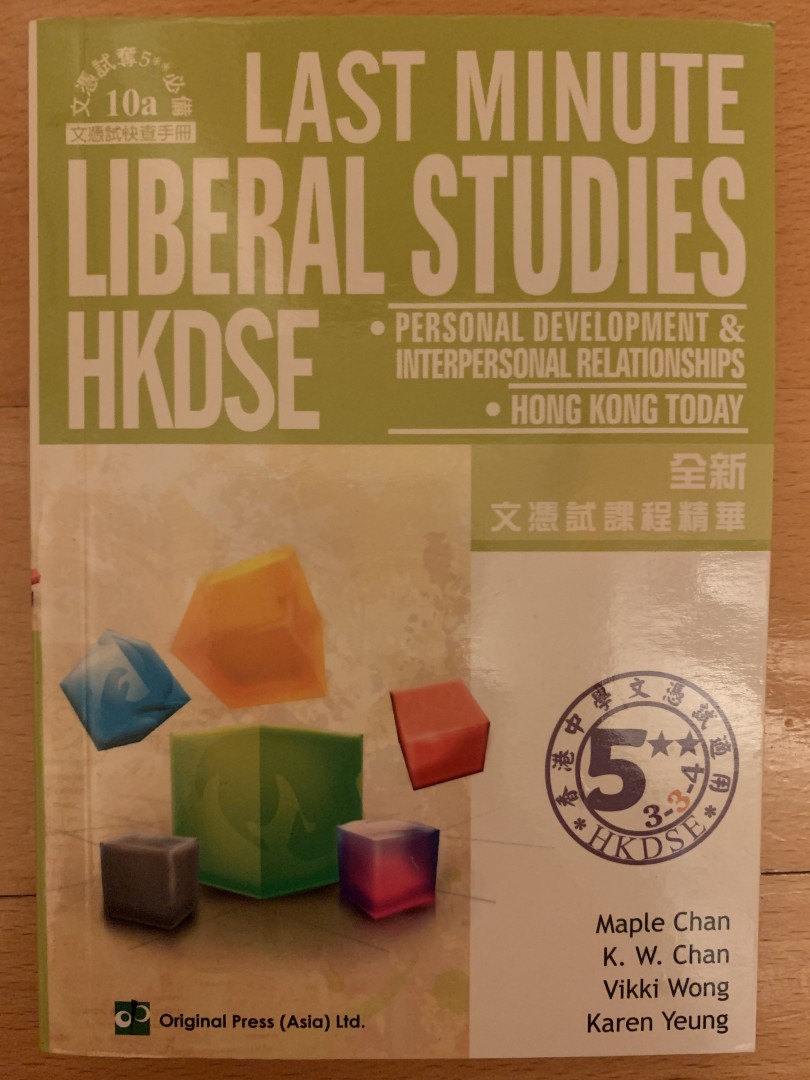 文憑試奪5**必備
10a
文憑試快查手冊
LAST MINUTE
LIBERAL STUDIES
HKDSE
• PERSONAL DEVELOPMENT &
INTERPERSONAL RELATIONSHIPS
• HONG KONG TODAY
全新
文憑試課程精華
香港中學文憑試適用
5★★
3-3-4
* HKDSE *
Maple Chan
K. W. Chan
Vikki Wong
Karen Yeung
op Original Press (Asia) Ltd.